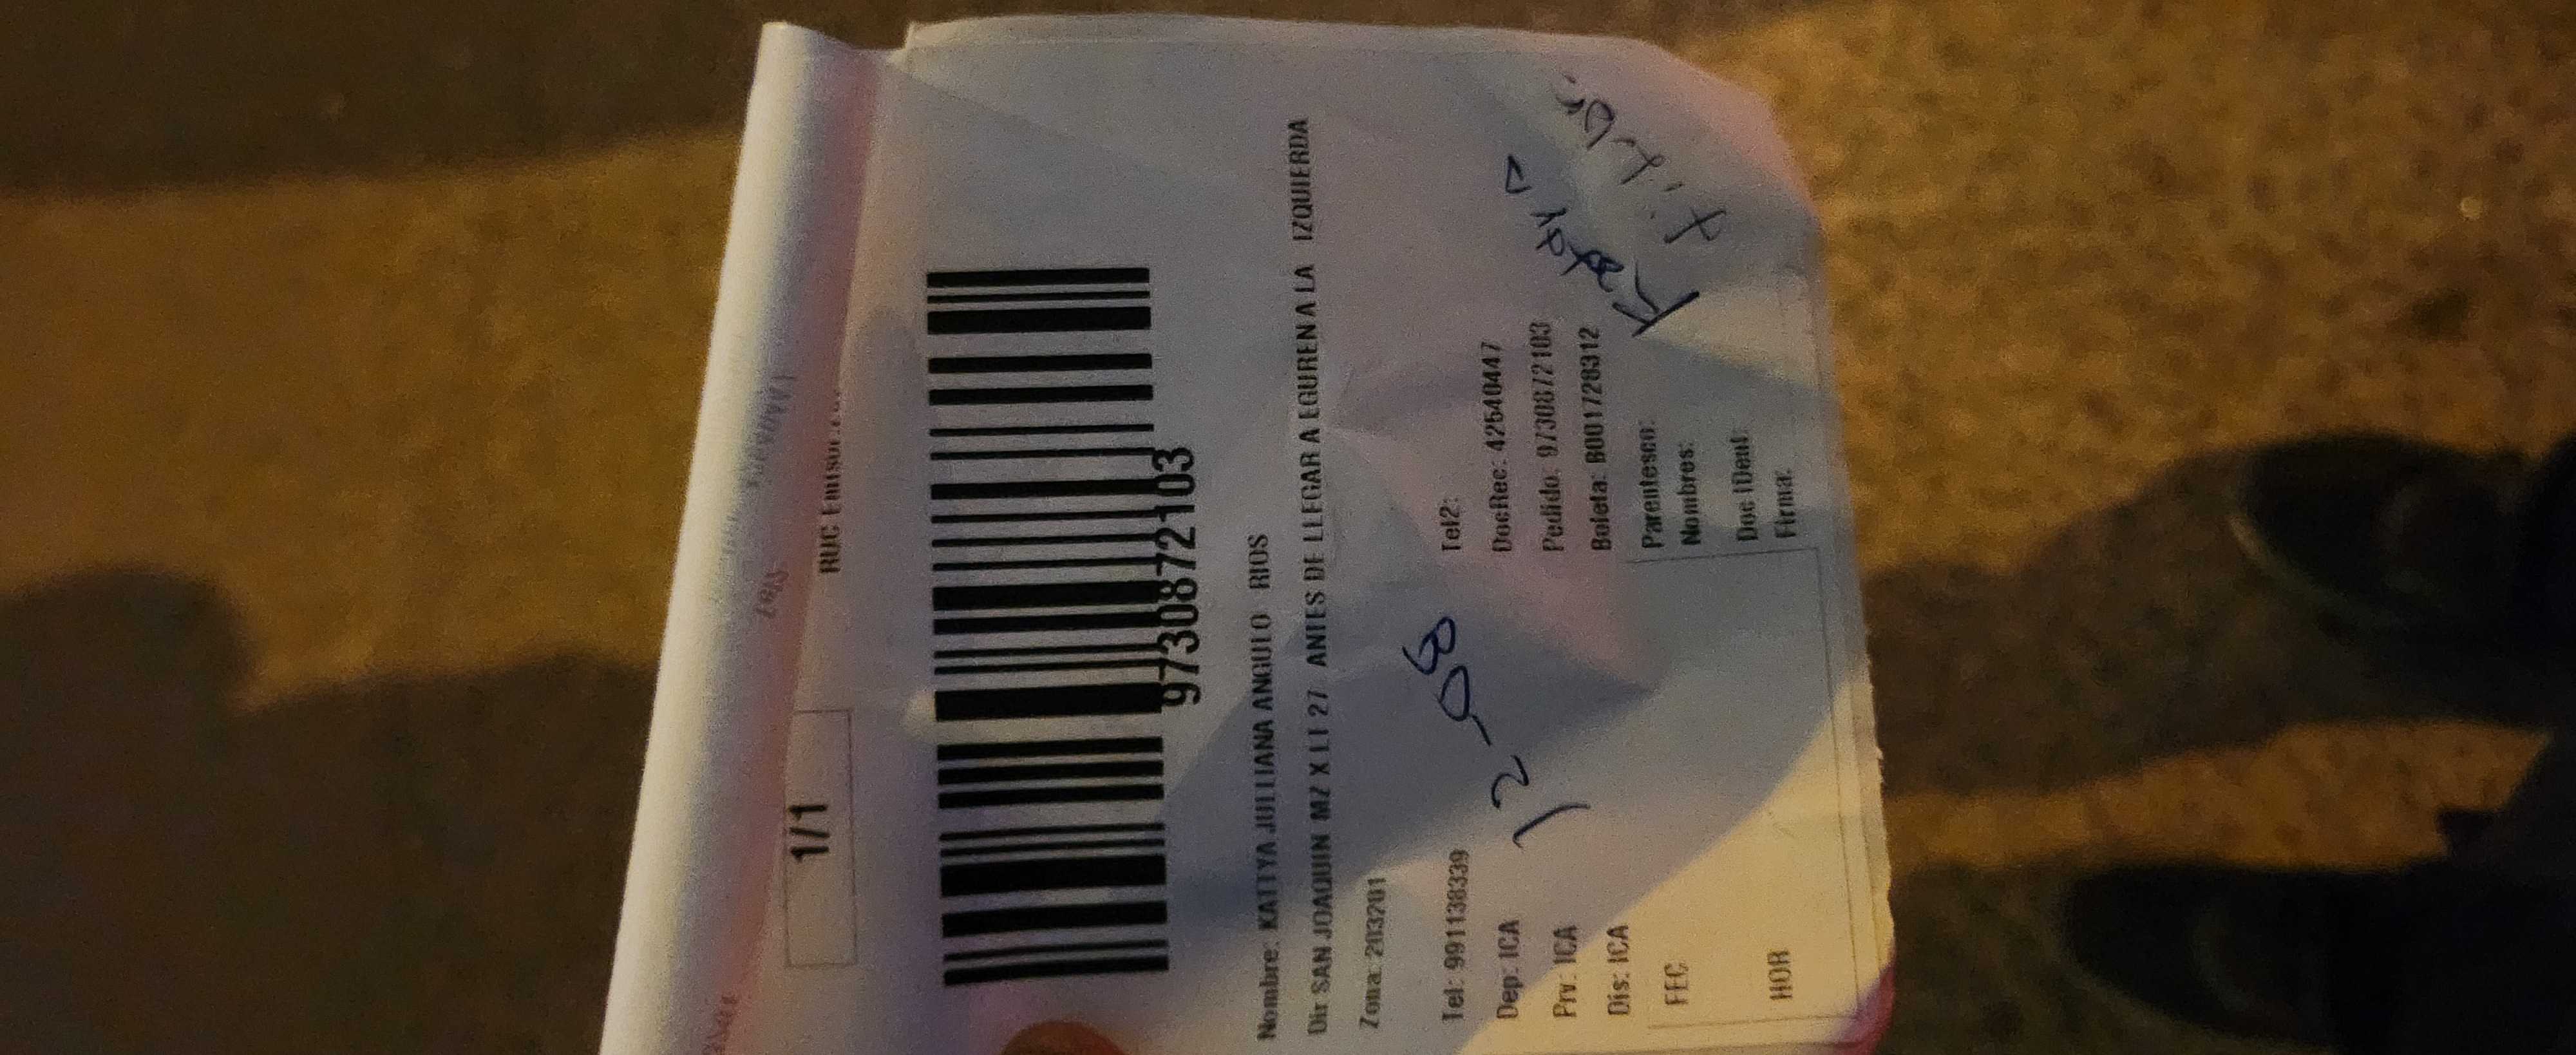 1/1
RUC Emisor
9730872103
Nombre: KATTYA JULLIANA ANGULO RIOS
Dir SAN JOAQUIN MZ X LT 27 ANTES DE LLEGAR A EGUREN A LA IZQUIERDA
Zona: 203201
Tel: 991138339 Tel2:
Dep: ICA DocRec: 42540447
Prv: ICA Pedido: 9730872103
Dis: ICA Boleta: B001728312
FEC Parentesco:
Nombres:
HOR Doc IDent:
Firma: